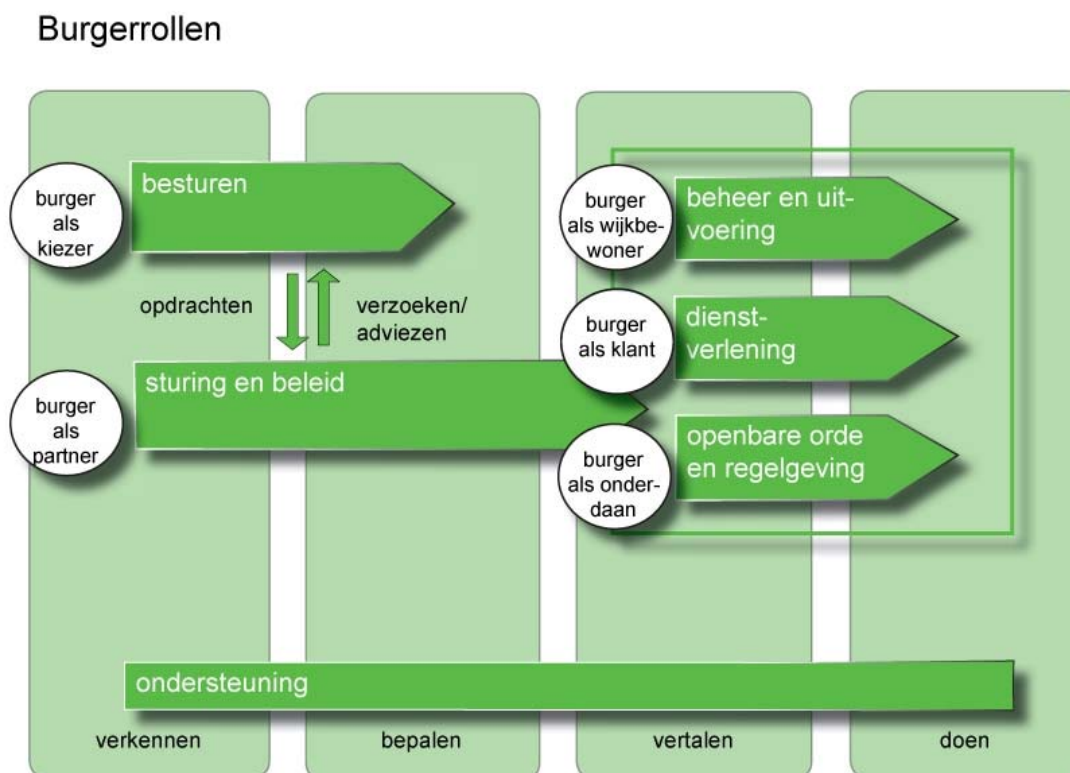 Burgerrollen
burger
als
kiezer
besturen
opdrachten
verzoeken/
adviezen
burger
als
partner
sturing en beleid
burger
als wijkbe-
woner
beheer en uit-
voering
burger
als klant
dienst-
verlening
burger
als onder-
daan
openbare orde
en regelgeving
ondersteuning
verkennen
bepalen
vertalen
doen